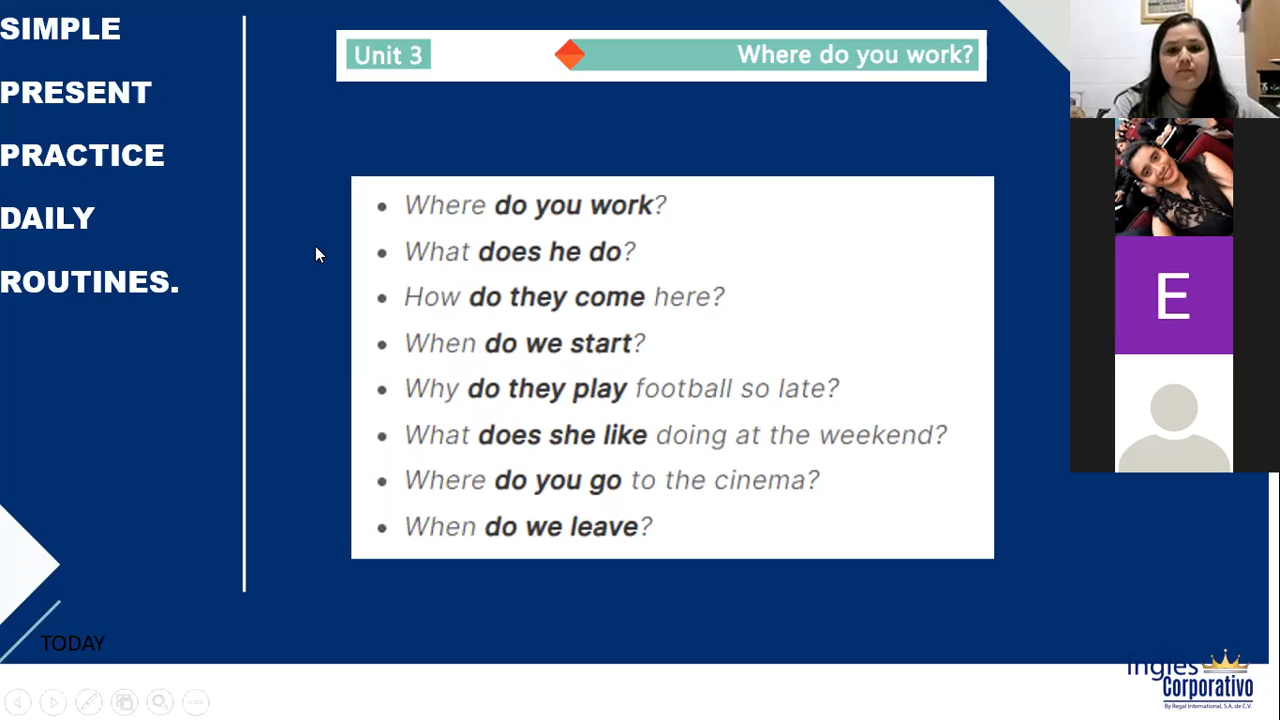 SIMPLE
PRESENT
PRACTICE
DAILY
ROUTINES.
Unit 3
Where do you work?
• Where do you work?
• What does he do?
• How do they come here?
• When do we start?
• Why do they play football so late?
• What does she like doing at the weekend?
• Where do you go to the cinema?
• When do we leave?
TODAY
E
Inglés
Corporativo
By Regal International, S.A. de C.V.